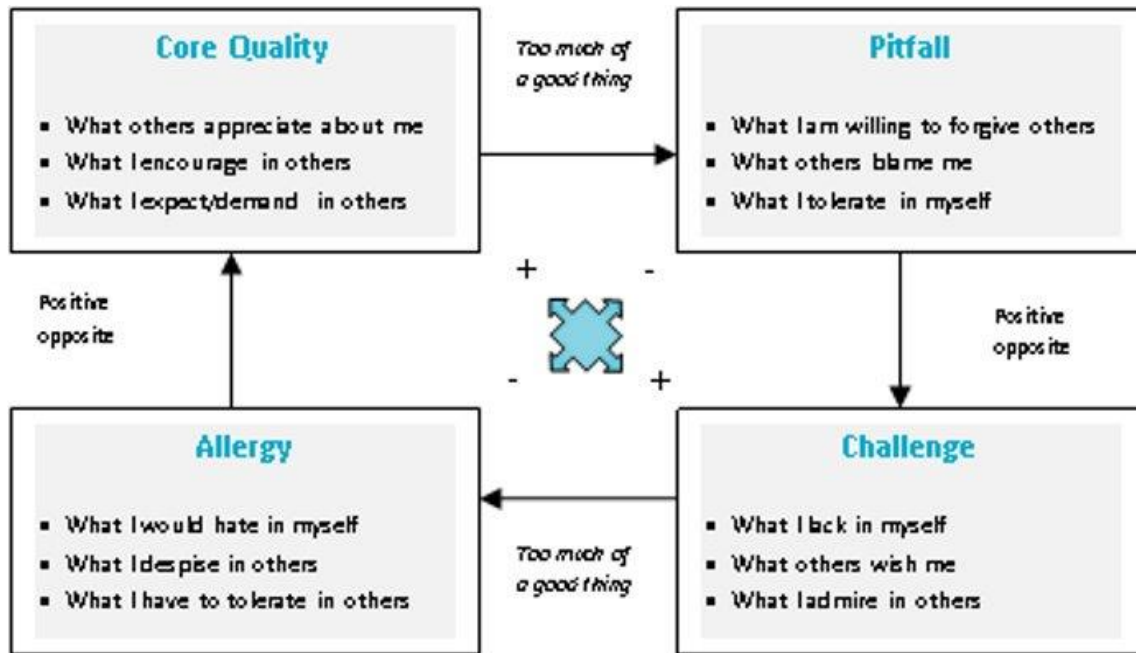 Core Quality
▪ What others appreciate about me
▪ What I encourage in others
▪ What I expect/demand in others
Too much of
a good thing
Pitfall
▪ What I am willing to forgive others
▪ What others blame me
▪ What I tolerate in myself
+ -
- +
Positive
opposite
Positive
opposite
Allergy
▪ What I would hate in myself
▪ What I despise in others
▪ What I have to tolerate in others
Too much of
a good thing
Challenge
▪ What I lack in myself
▪ What others wish me
▪ What I admire in others